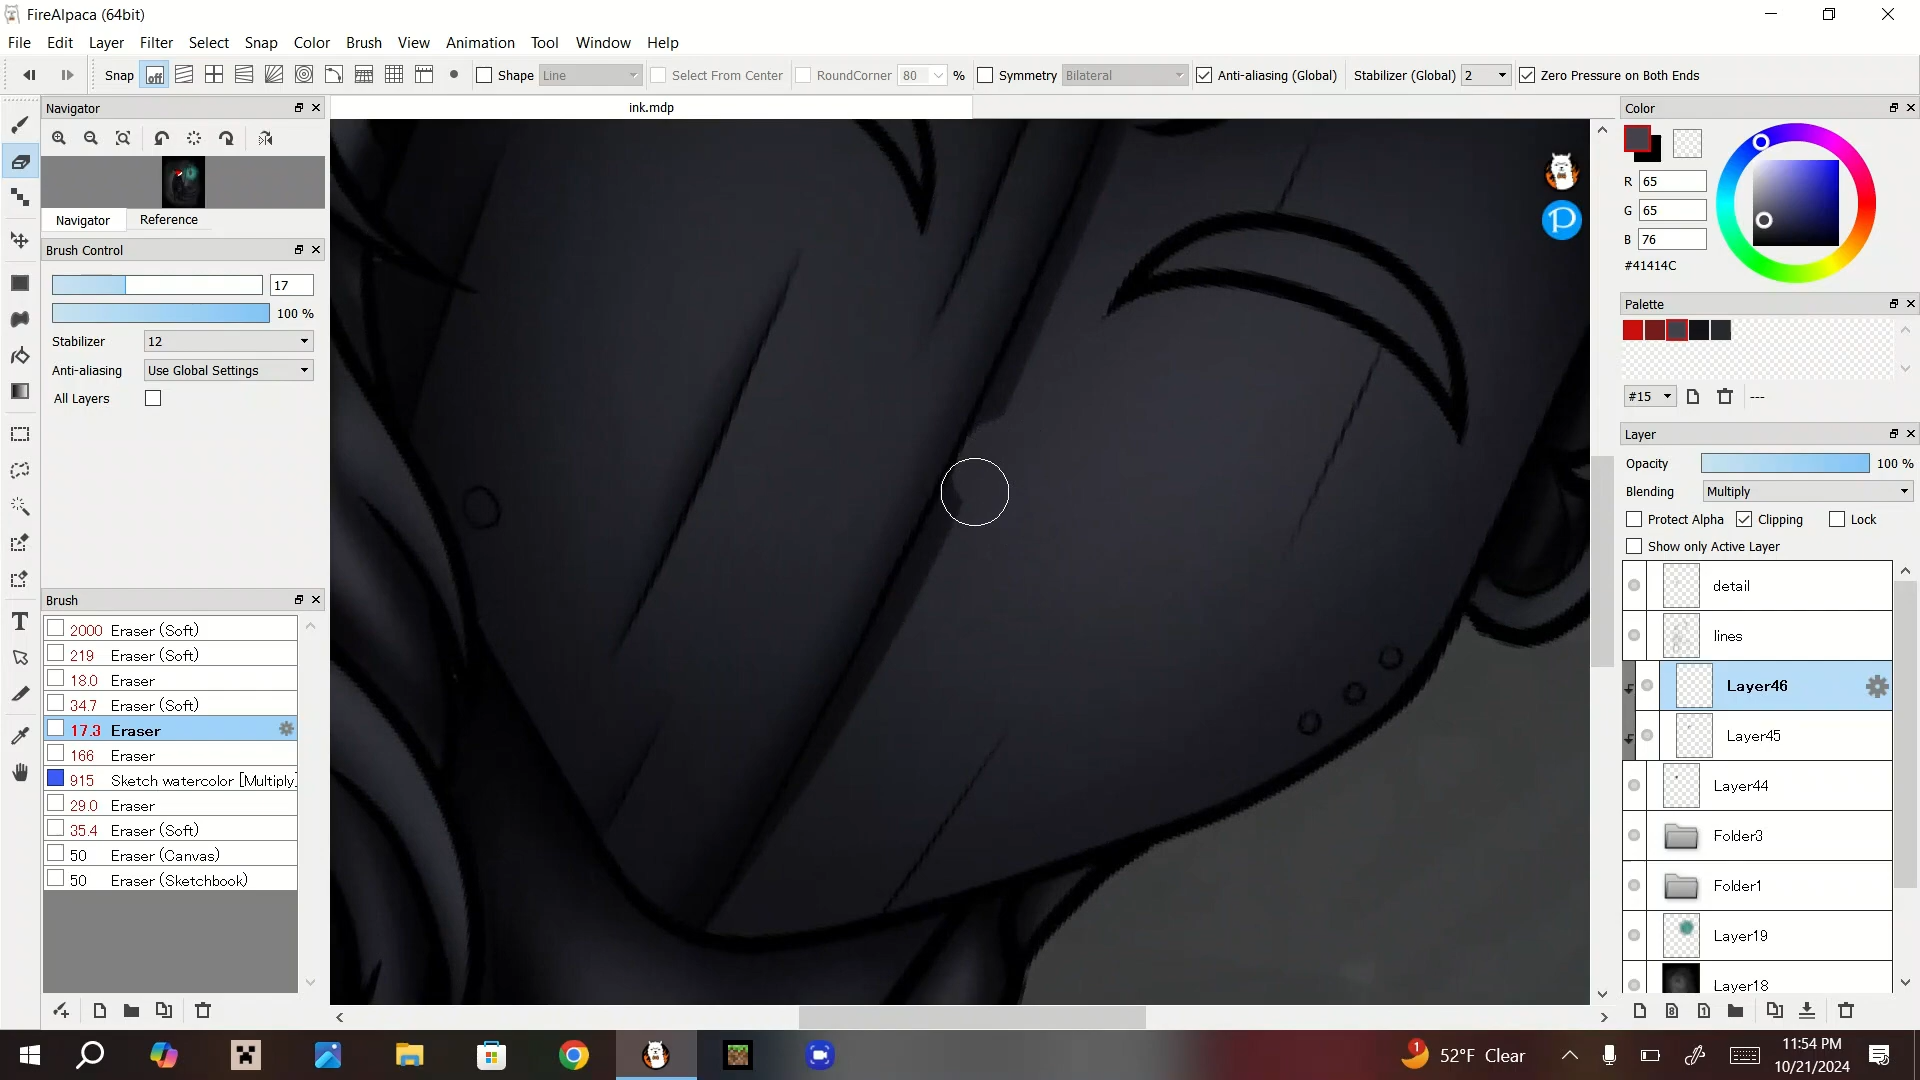 FireAlpaca (64bit)
File Edit Layer Filter Select Snap Color Brush View Animation Tool Window Help
Snap off Shape Line Select From Center RoundCorner 80 % Symmetry Bilateral Anti-aliasing (Global) Stabilizer (Global) 2 Zero Pressure on Both Ends
Navigator
ink.mdp
Color
R 65
G 65
B 76
#41414C
Navigator Reference
Brush Control
17
100 %
Stabilizer 12
Anti-aliasing Use Global Settings
All Layers
Palette
#15 ---
Layer
Opacity 100 %
Blending Multiply
Protect Alpha Clipping Lock
Show only Active Layer
detail
lines
Layer46
Layer45
Layer44
Folder3
Folder1
Layer19
Layer18
Brush
2000 Eraser (Soft)
219 Eraser (Soft)
18.0 Eraser
34.7 Eraser (Soft)
17.3 Eraser
166 Eraser
915 Sketch watercolor [Multiply]
29.0 Eraser
35.4 Eraser (Soft)
50 Eraser (Canvas)
50 Eraser (Sketchbook)
T
P
8
1
1
52°F Clear
11:54 PM
10/21/2024